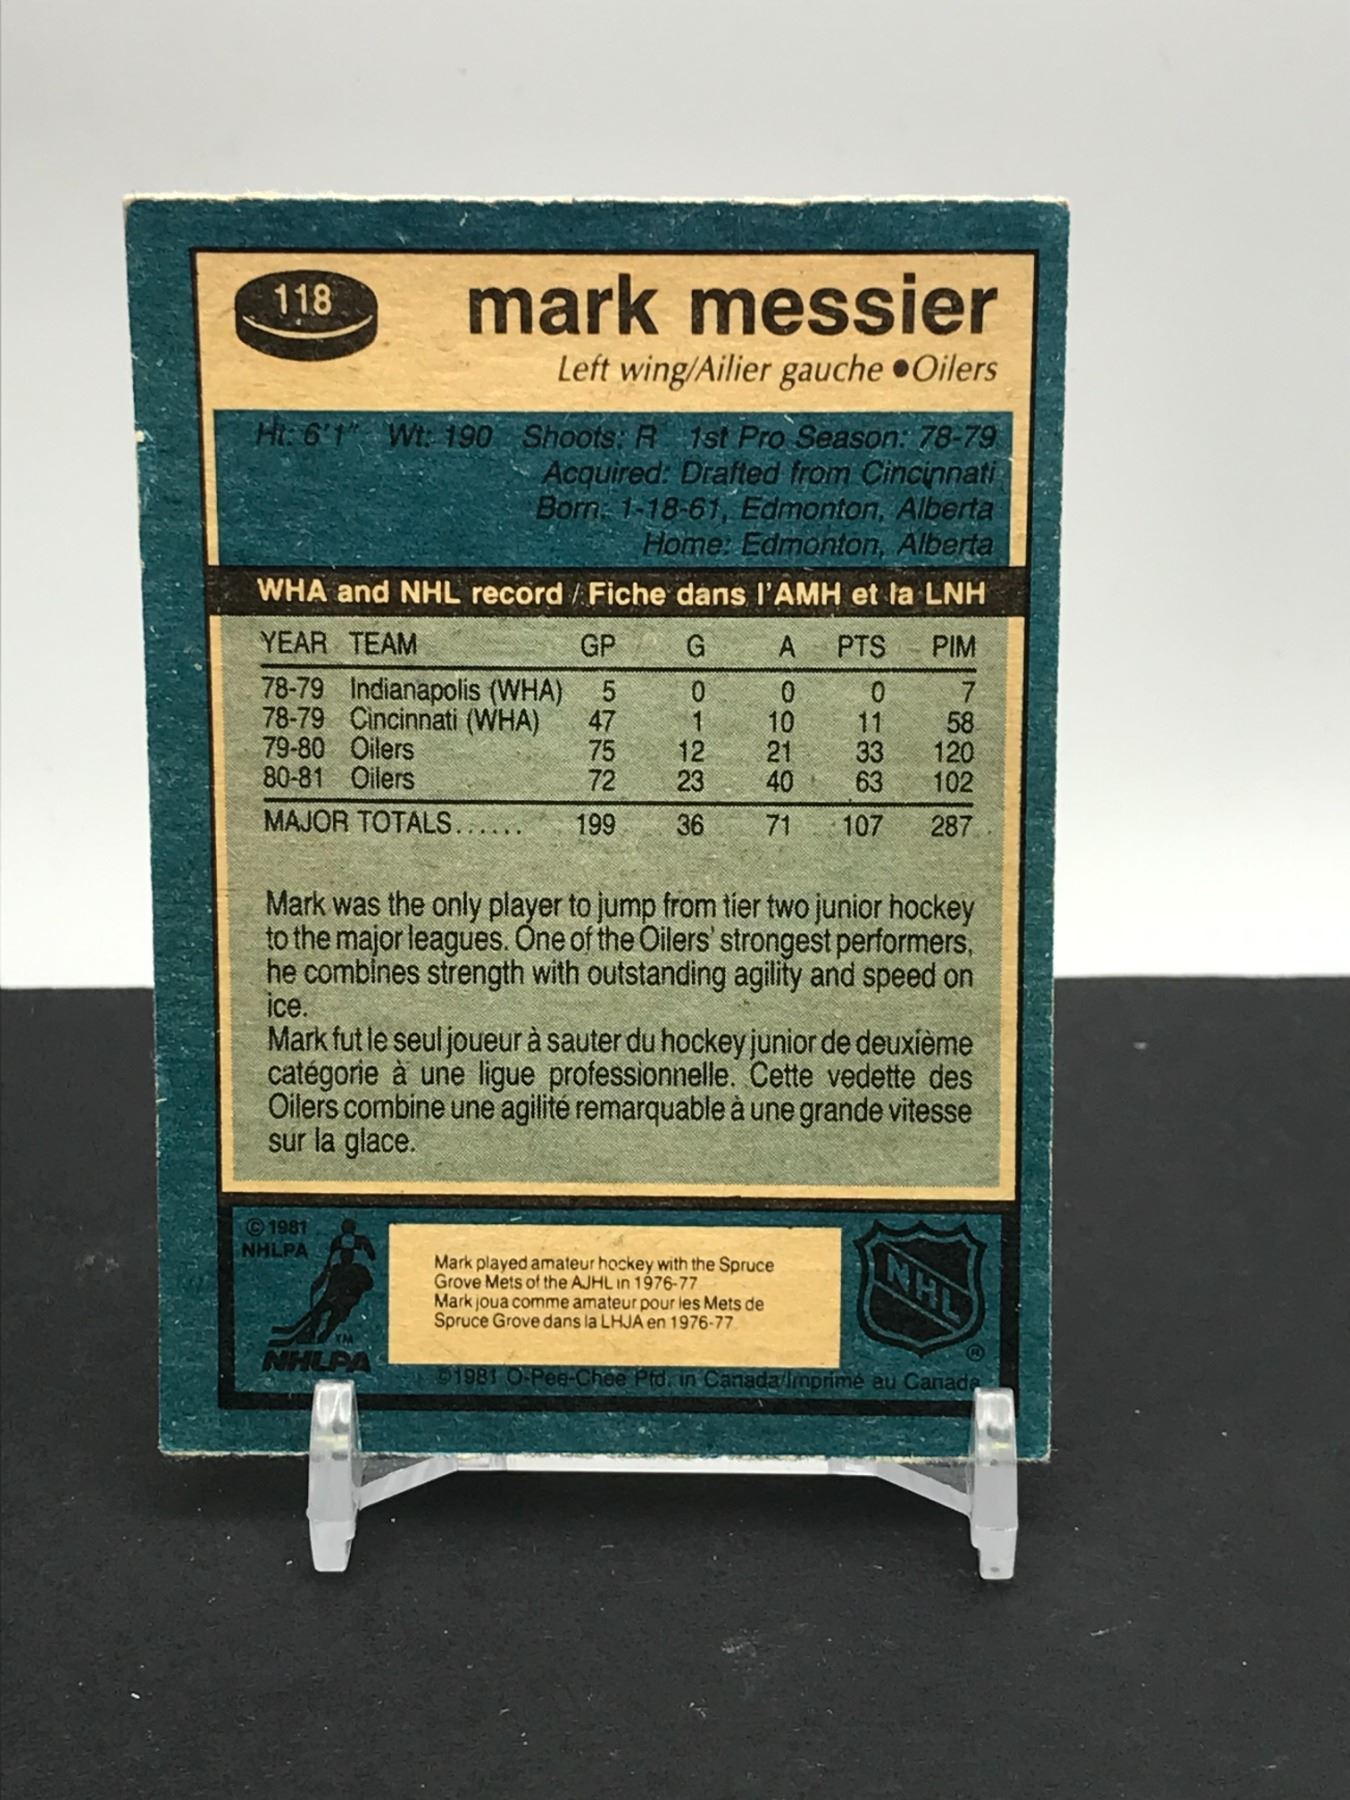 118
mark messier
Left wing/Ailier gauche ●Oilers
Ht: 6'1" Wt: 190 Shoots: R 1st Pro Season: 78-79
Acquired: Drafted from Cincinnati
Born: 1-18-61, Edmonton, Alberta
Home: Edmonton, Alberta
WHA and NHL record / Fiche dans l'AMH et la LNH
YEAR TEAM GP G A PTS PIM
78-79 Indianapolis (WHA) 5 0 0 0 7
78-79 Cincinnati (WHA) 47 1 10 11 58
79-80 Oilers 75 12 21 33 120
80-81 Oilers 72 23 40 63 102
MAJOR TOTALS...... 199 36 71 107 287
Mark was the only player to jump from tier two junior hockey
to the major leagues. One of the Oilers' strongest performers,
he combines strength with outstanding agility and speed on
ice.
Mark fut le seul joueur à sauter du hockey junior de deuxième
catégorie à une ligue professionnelle. Cette vedette des
Oilers combine une agilité remarquable à une grande vitesse
sur la glace.
© 1981
NHLPA
TM
NHLPA
Mark played amateur hockey with the Spruce
Grove Mets of the AJHL in 1976-77
Mark joua comme amateur pour les Mets de
Spruce Grove dans la LHJA en 1976-77
NHL
®
©1981 O-Pee-Chee Ptd. in Canada/Imprimé au Canada